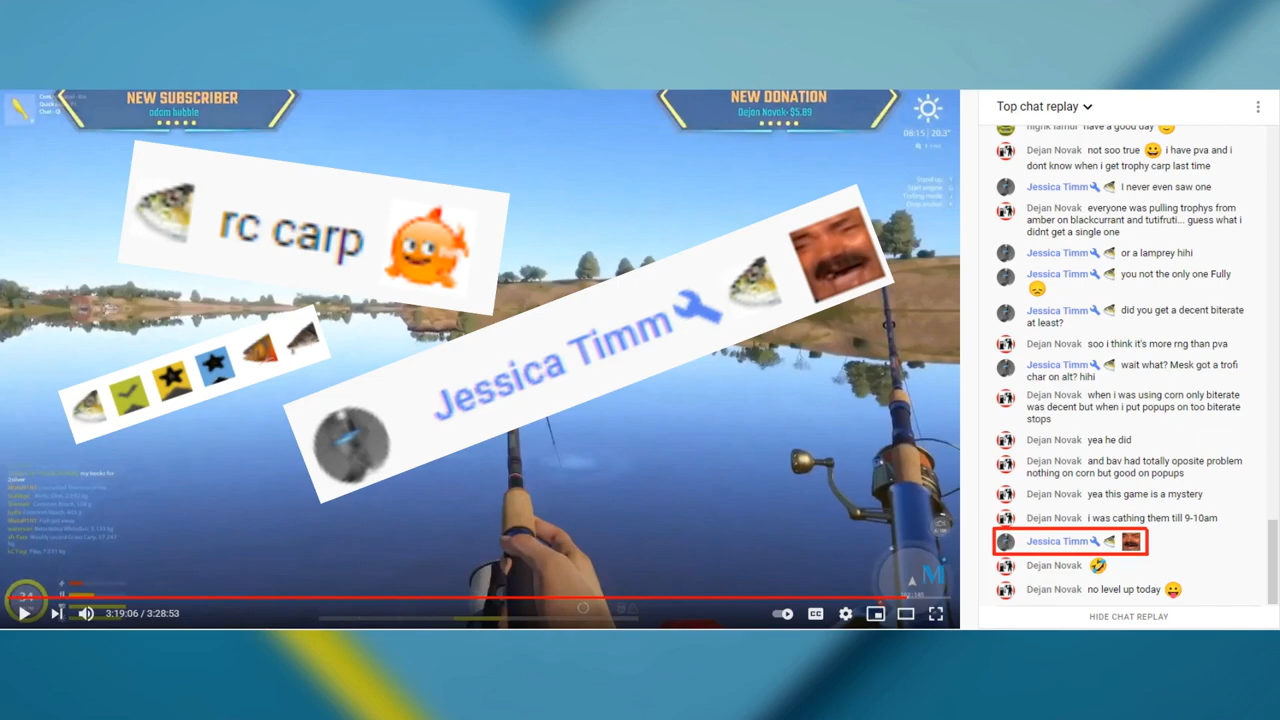 NEW SUBSCRIBER
adam hubble
NEW DONATION
Dejan Novak: $5.89
08:15 20.3°
rc carp
Jessica Timm
34
3:19:06 / 3:28:53
CC
M
Top chat replay
have a good day
Dejan Novak not soo true i have pva and i
dont know when i get trophy carp last time
Jessica Timm I never even saw one
Dejan Novak everyone was pulling trophys from
amber on blackcurrant and tutifruti... guess what i
didnt get a single one
Jessica Timm or a lamprey hihi
Jessica Timm you not the only one Fully
Jessica Timm did you get a decent biterate
at least?
Dejan Novak soo i think it's more rng than pva
Jessica Timm wait what? Mesk got a trofi
char on alt? hihi
Dejan Novak when i was using corn only biterate
was decent but when i put popups on too biterate
stops
Dejan Novak yea he did
Dejan Novak and bav had totally oposite problem
nothing on corn but good on popups
Dejan Novak yea this game is a mystery
Dejan Novak i was cathing them till 9-10am
Jessica Timm
Dejan Novak
Dejan Novak no level up today
HIDE CHAT REPLAY